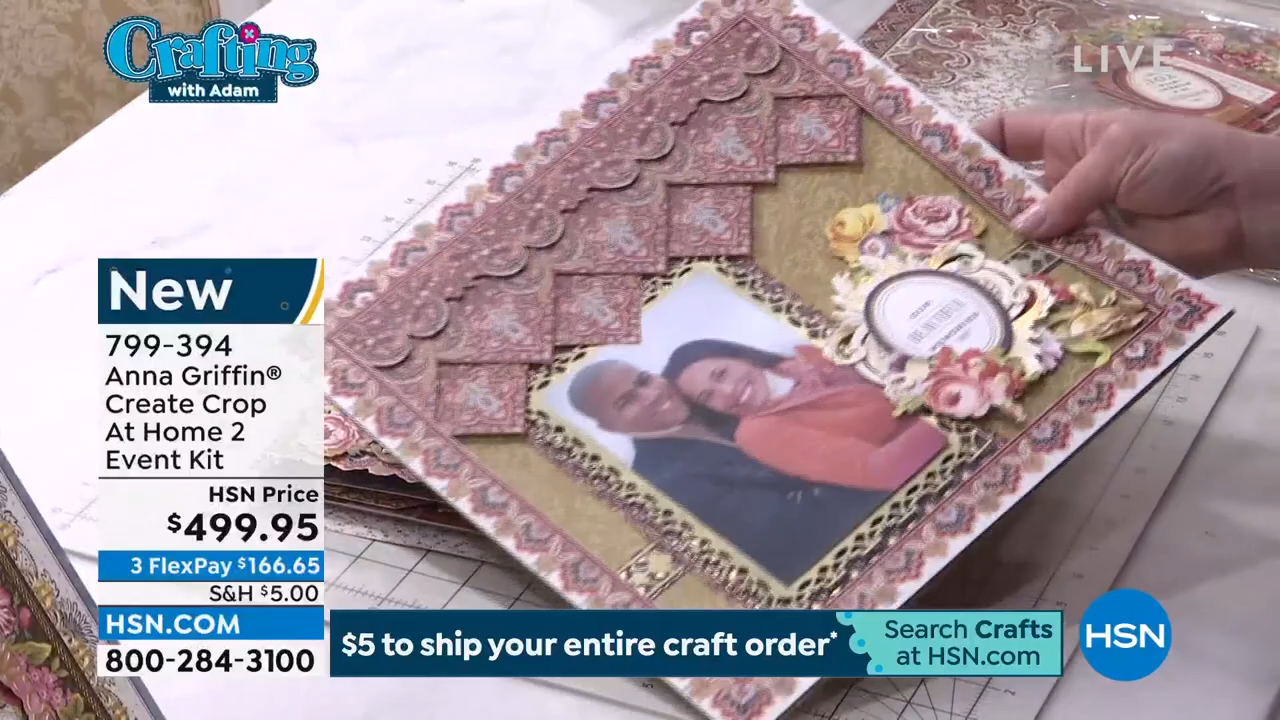 Crafting
with Adam
LIVE
New
799-394
Anna Griffin®
Create Crop
At Home 2
Event Kit
HSN Price
$499.95
3 FlexPay $166.65
S&H $5.00
HSN.COM
800-284-3100
$5 to ship your entire craft order*
Search Crafts
at HSN.com
HSN